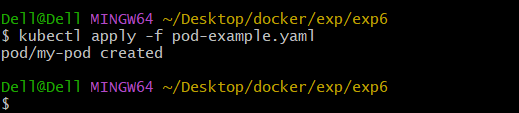 Dell@Dell MINGW64 ~/Desktop/docker/exp/exp6
$ kubectl apply -f pod-example.yaml
pod/my-pod created
Dell@Dell MINGW64 ~/Desktop/docker/exp/exp6
$